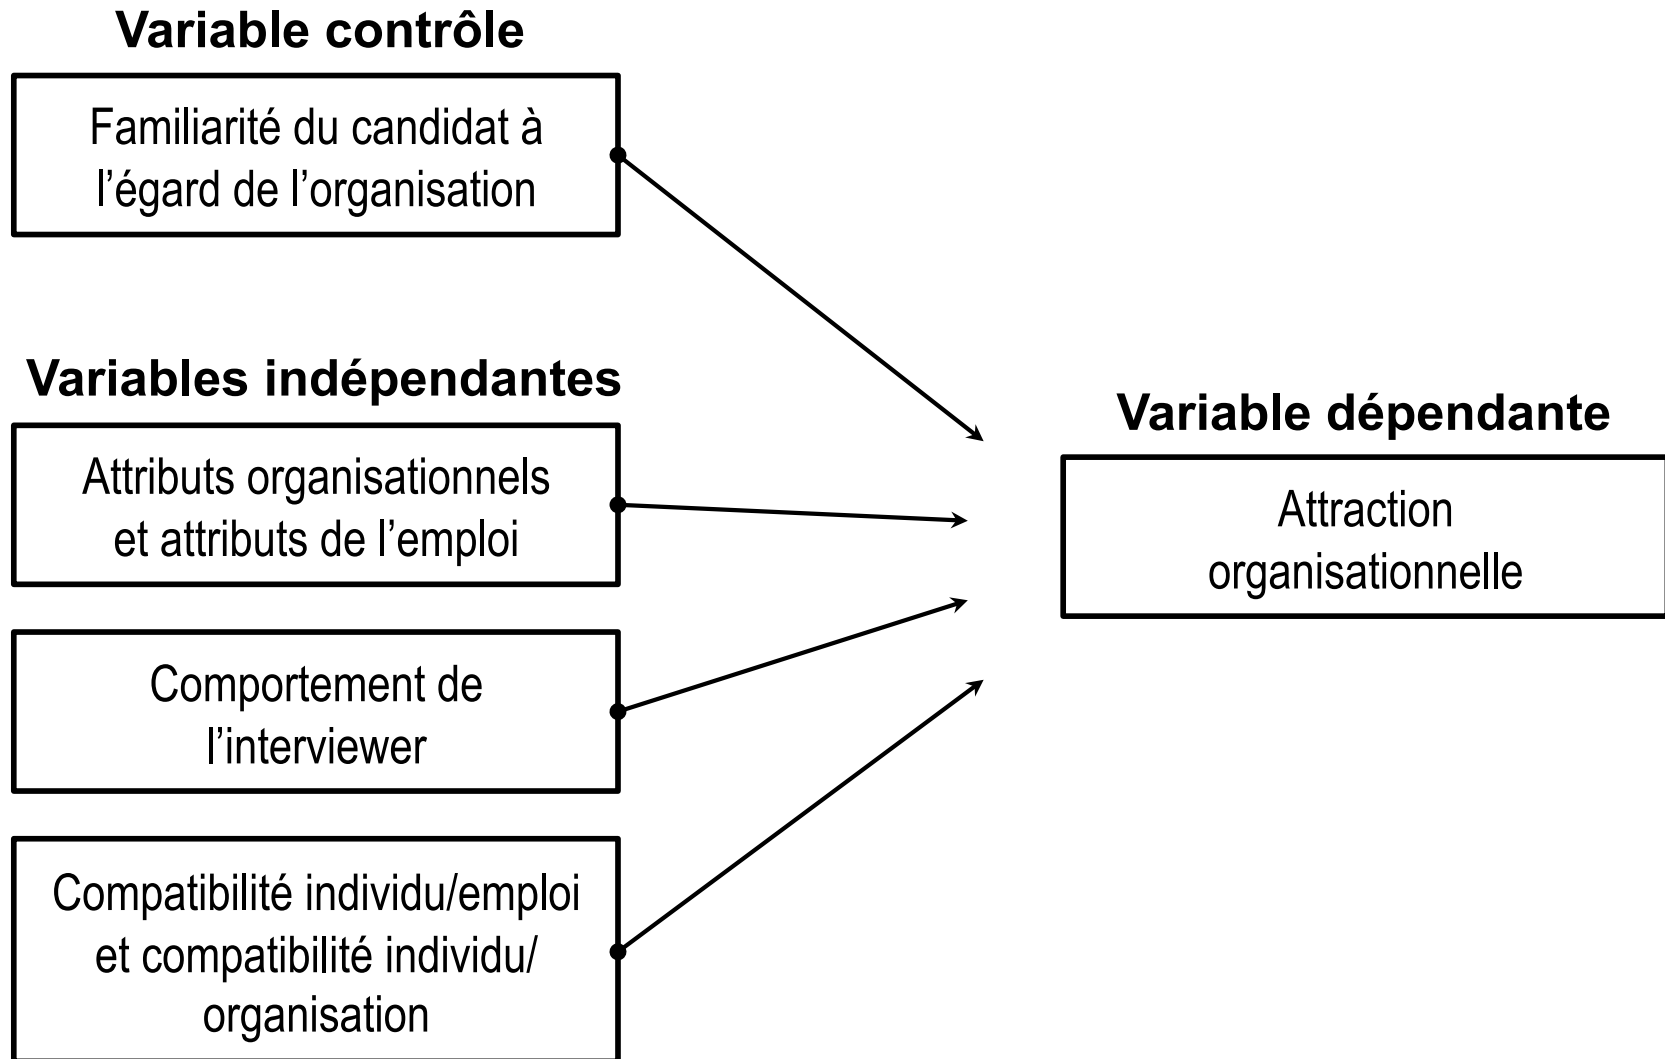 Variable contrôle
Familiarité du candidat à
l’égard de l’organisation
Variables indépendantes
Attributs organisationnels
et attributs de l’emploi
Comportement de
l’interviewer
Compatibilité individu/emploi
et compatibilité individu/
organisation
Variable dépendante
Attraction
organisationnelle